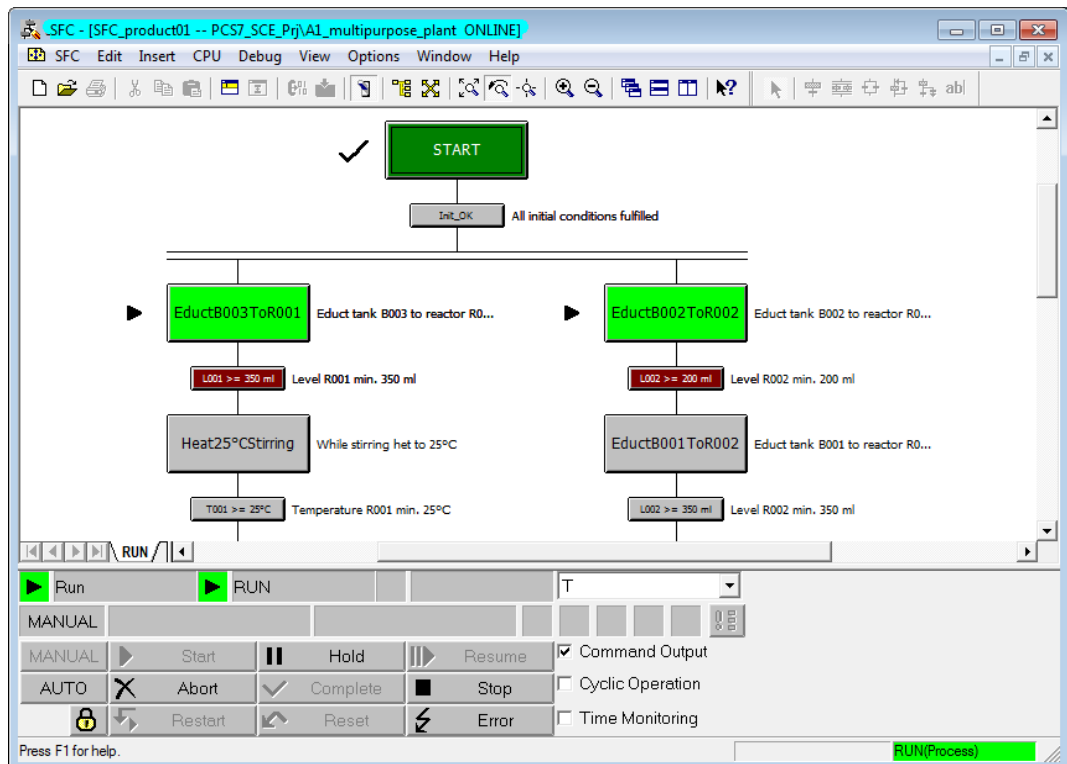 SFC - [SFC_product01 -- PCS7_SCE_Prj\A1_multipurpose_plant ONLINE]
SFC Edit Insert CPU Debug View Options Window Help
abl
START
Init_OK All initial conditions fulfilled
EductB003ToR001 Educt tank B003 to reactor R0... EductB002ToR002 Educt tank B002 to reactor R0...
L001 >= 350 ml Level R001 min. 350 ml L002 >= 200 ml Level R002 min. 200 ml
Heat25°CStirring While stirring het to 25°C EductB001ToR002 Educt tank B001 to reactor R0...
T001 >= 25°C Temperature R001 min. 25°C L002 >= 350 ml Level R002 min. 350 ml
RUN
Run RUN T
MANUAL
MANUAL Start Hold Resume Command Output
AUTO Abort Complete Stop Cyclic Operation
Restart Reset Error Time Monitoring
Press F1 for help. RUN(Process)